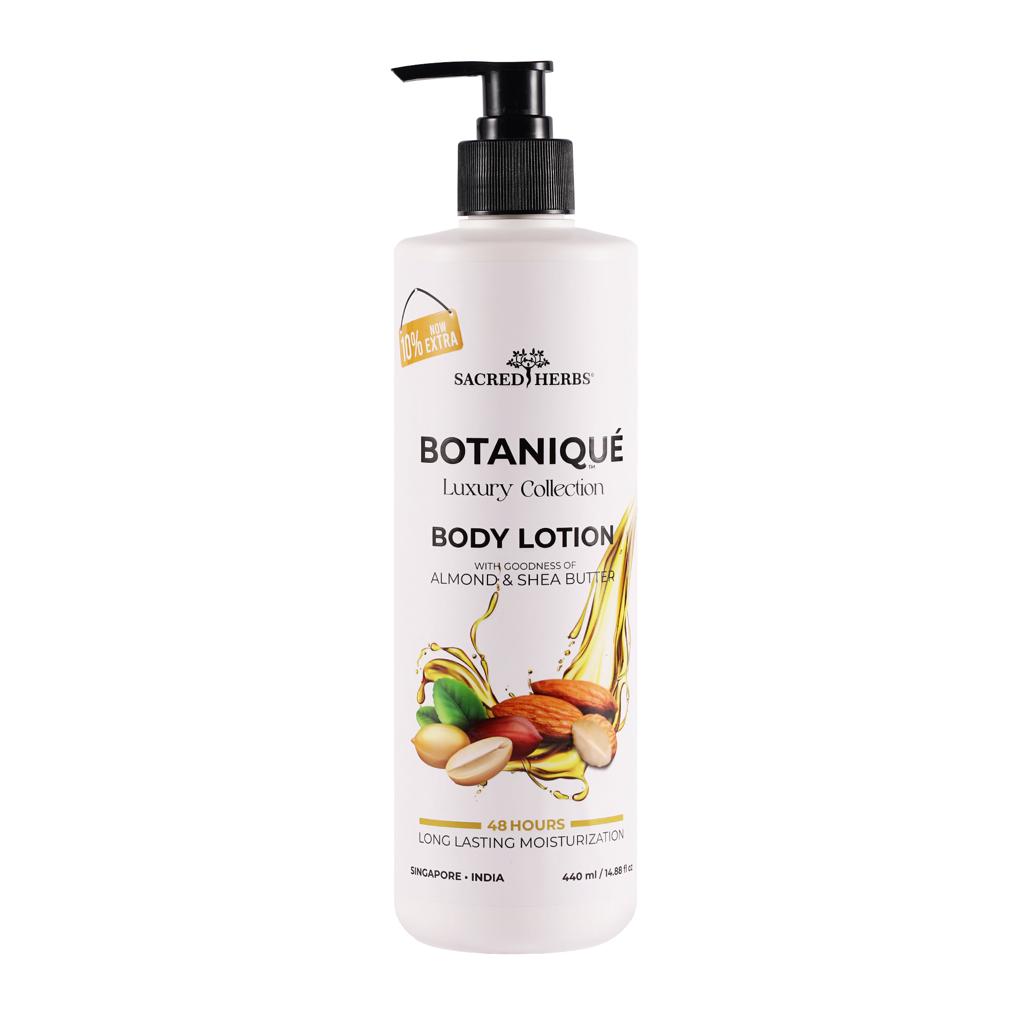 10% NOW EXTRA
SACRED HERBS®
BOTANIQUÉ™
Luxury Collection
BODY LOTION
WITH GOODNESS OF
ALMOND & SHEA BUTTER
48 HOURS
LONG LASTING MOISTURIZATION
SINGAPORE • INDIA
440 ml / 14.88 fl oz